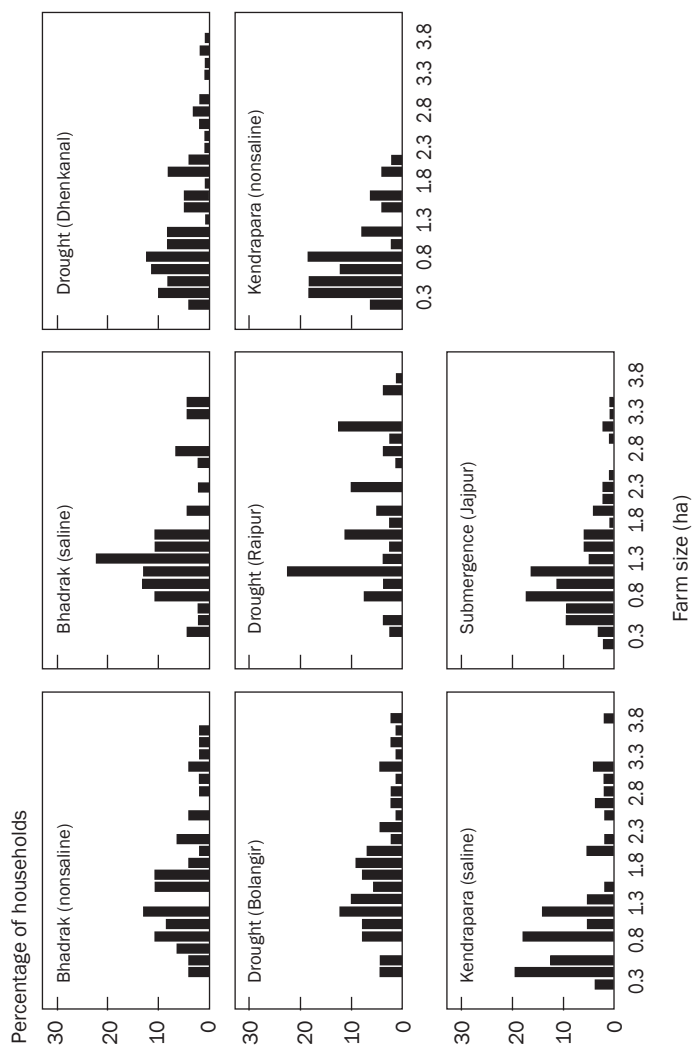 Percentage of households
Bhadrak (nonsaline)
Bhadrak (saline)
Drought (Dhenkanal)
30
20
10
0
Drought (Bolangir)
Drought (Raipur)
Kendrapara (nonsaline)
30
20
10
0
0.3 0.8 1.3 1.8 2.3 2.8 3.3 3.8
Kendrapara (saline)
Submergence (Jajpur)
30
20
10
0
0.3 0.8 1.3 1.8 2.3 2.8 3.3 3.8
0.3 0.8 1.3 1.8 2.3 2.8 3.3 3.8
Farm size (ha)